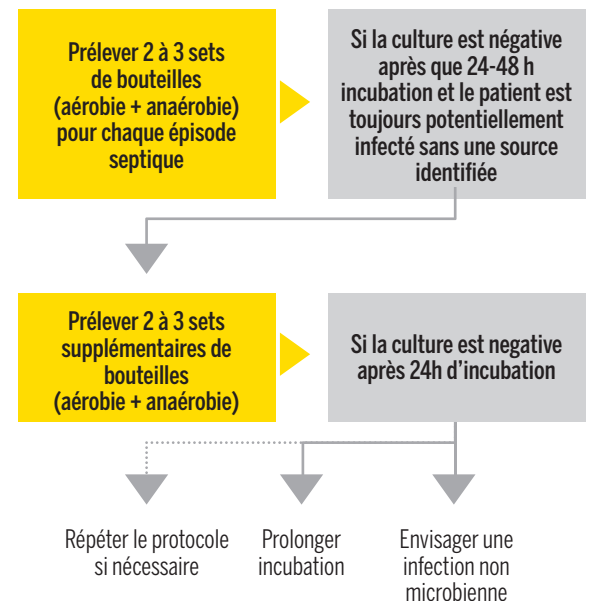 Prélever 2 à 3 sets
de bouteilles
(aérobie + anaérobie)
pour chaque épisode
septique
Si la culture est négative
après que 24-48 h
incubation et le patient est
toujours potentiellement
infecté sans une source
identifiée
Prélever 2 à 3 sets
supplémentaires de
bouteilles
(aérobie + anaérobie)
Si la culture est negative
après 24h d’incubation
Répéter le protocole
si nécessaire
Prolonger
incubation
Envisager une
infection non
microbienne